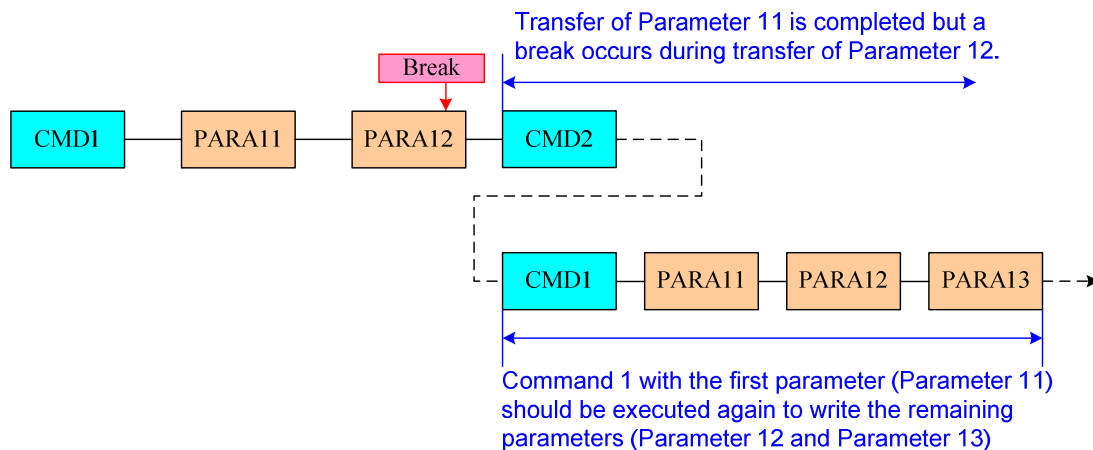 Transfer of Parameter 11 is completed but a
break occurs during transfer of Parameter 12.
Break
CMD1 PARA11 PARA12 CMD2
CMD1 PARA11 PARA12 PARA13
Command 1 with the first parameter (Parameter 11)
should be executed again to write the remaining
parameters (Parameter 12 and Parameter 13)